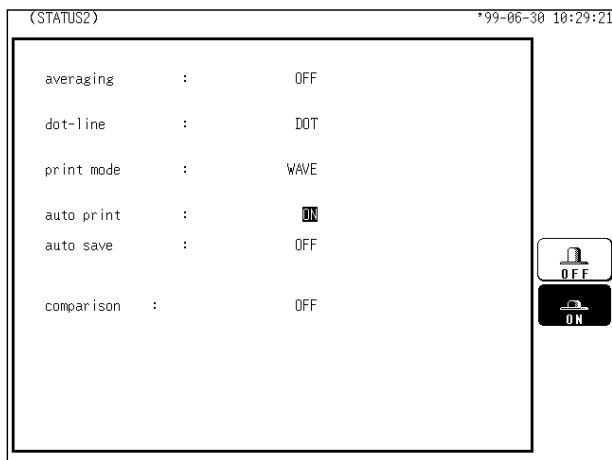 (STATUS2) '99-06-30 10:29:21
averaging : OFF
dot-line : DOT
print mode : WAVE
auto print : ON
auto save : OFF
comparison : OFF
OFF
ON